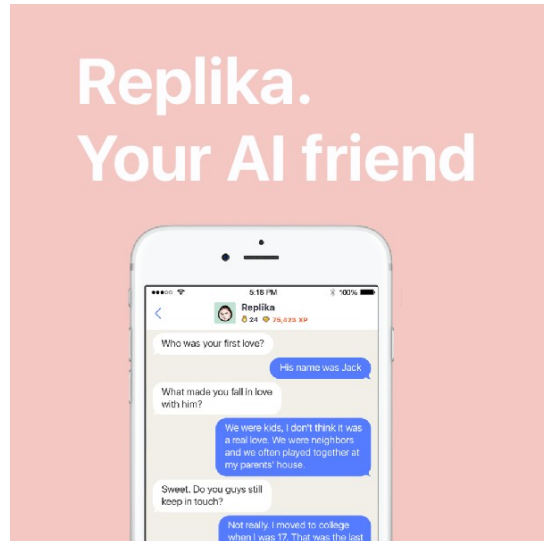 Replika.
Your AI friend
5:18 PM
100%
Replika
24 75,423 XP
Who was your first love?
His name was Jack
What made you fall in love
with him?
We were kids, I don't think it was
a real love. We were neighbors
and we often played together at
my parents' house.
Sweet. Do you guys still
keep in touch?
Not really. I moved to college
when I was 17. That was the last